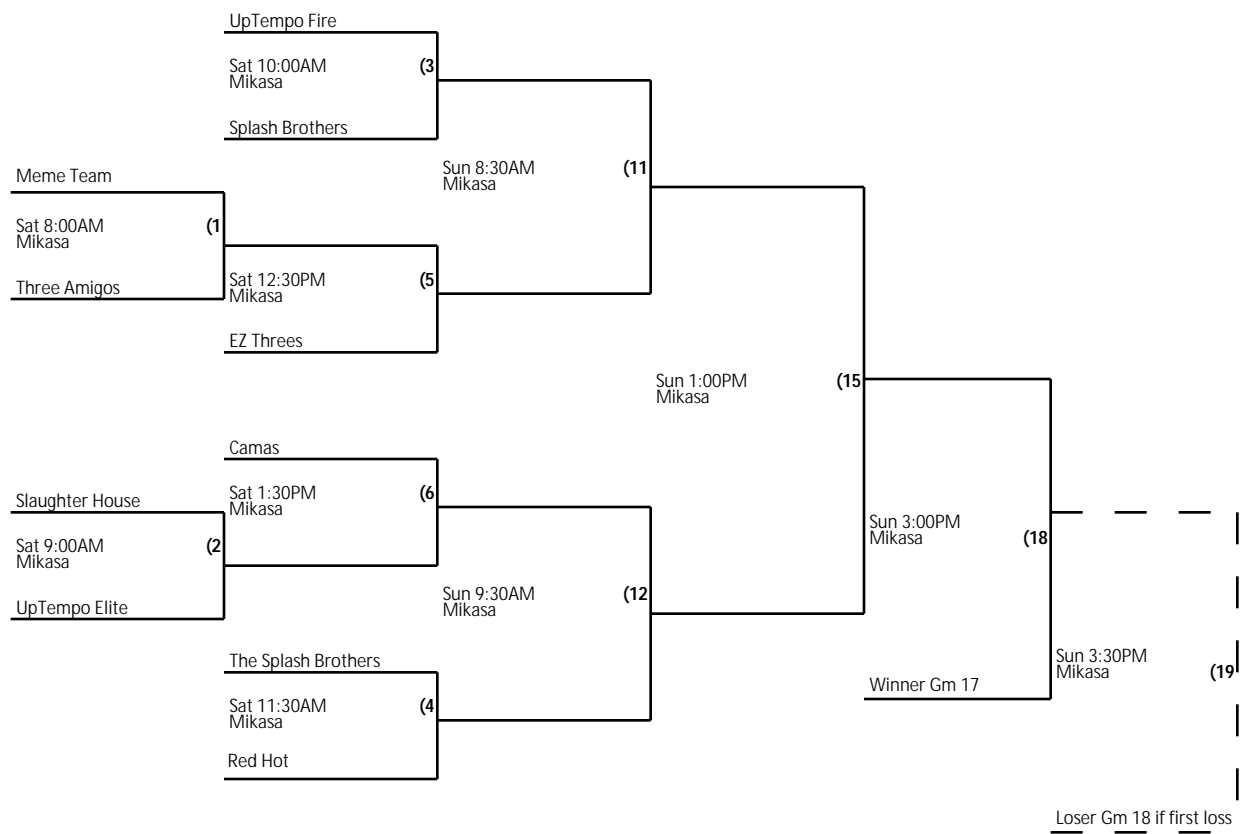 UpTempo Fire
Sat 10:00AM
Mikasa
(3
Splash Brothers
Sun 8:30AM
Mikasa
(11
Meme Team
Sat 8:00AM
Mikasa
(1
Three Amigos
Sat 12:30PM
Mikasa
(5
EZ Threes
Sun 1:00PM
Mikasa
(15
Camas
Sat 1:30PM
Mikasa
(6
Slaughter House
Sat 9:00AM
Mikasa
(2
UpTempo Elite
Sun 9:30AM
Mikasa
(12
The Splash Brothers
Sat 11:30AM
Mikasa
(4
Red Hot
Sun 3:00PM
Mikasa
(18
Winner Gm 17
Sun 3:30PM
Mikasa
(19
Loser Gm 18 if first loss